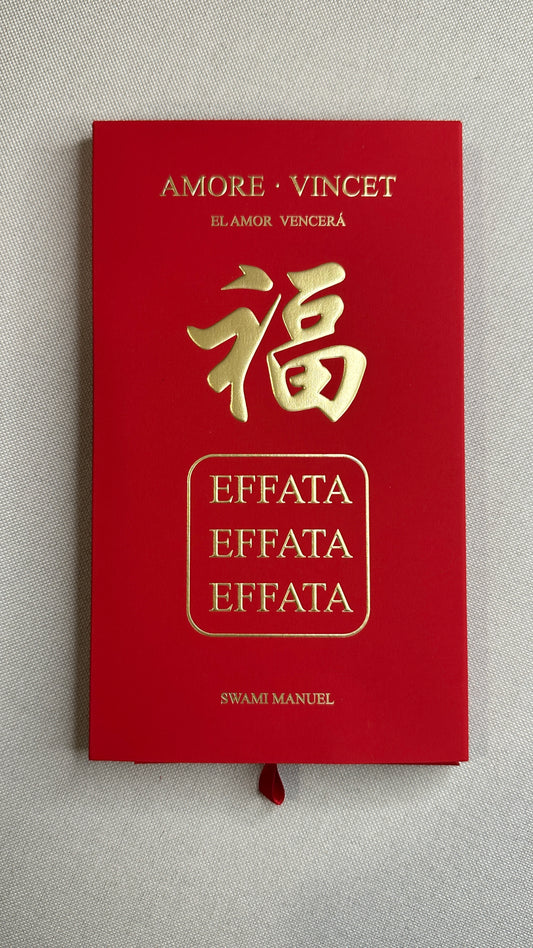 AMORE · VINCET
EL AMOR VENCERÁ
福
EFFATA
EFFATA
EFFATA
SWAMI MANUEL